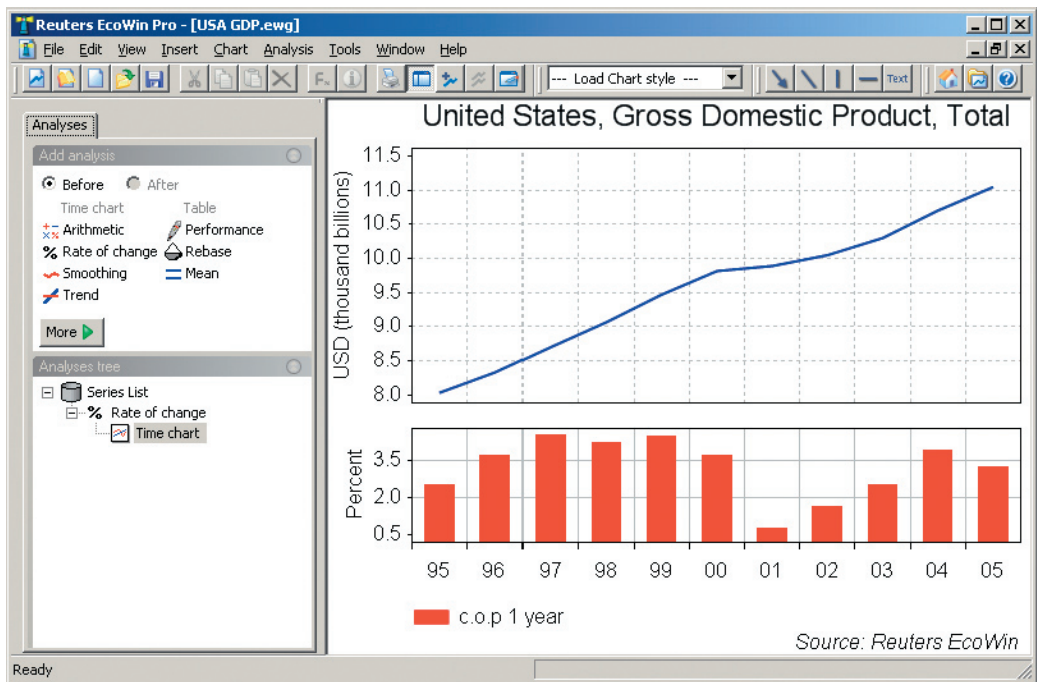 Reuters EcoWin Pro - [USA GDP.ewg]
File Edit View Insert Chart Analysis Tools Window Help
--- Load Chart style --- Text
Analyses
Add analysis
Before After
Time chart Table
Arithmetic Performance
Rate of change Rebase
Smoothing Mean
Trend
More
Analyses tree
Series List
% Rate of change
Time chart
United States, Gross Domestic Product, Total
USD (thousand billions)
11.5
11.0
10.5
10.0
9.5
9.0
8.5
8.0
Percent
3.5
2.0
0.5
95 96 97 98 99 00 01 02 03 04 05
c.o.p 1 year
Source: Reuters EcoWin
Ready